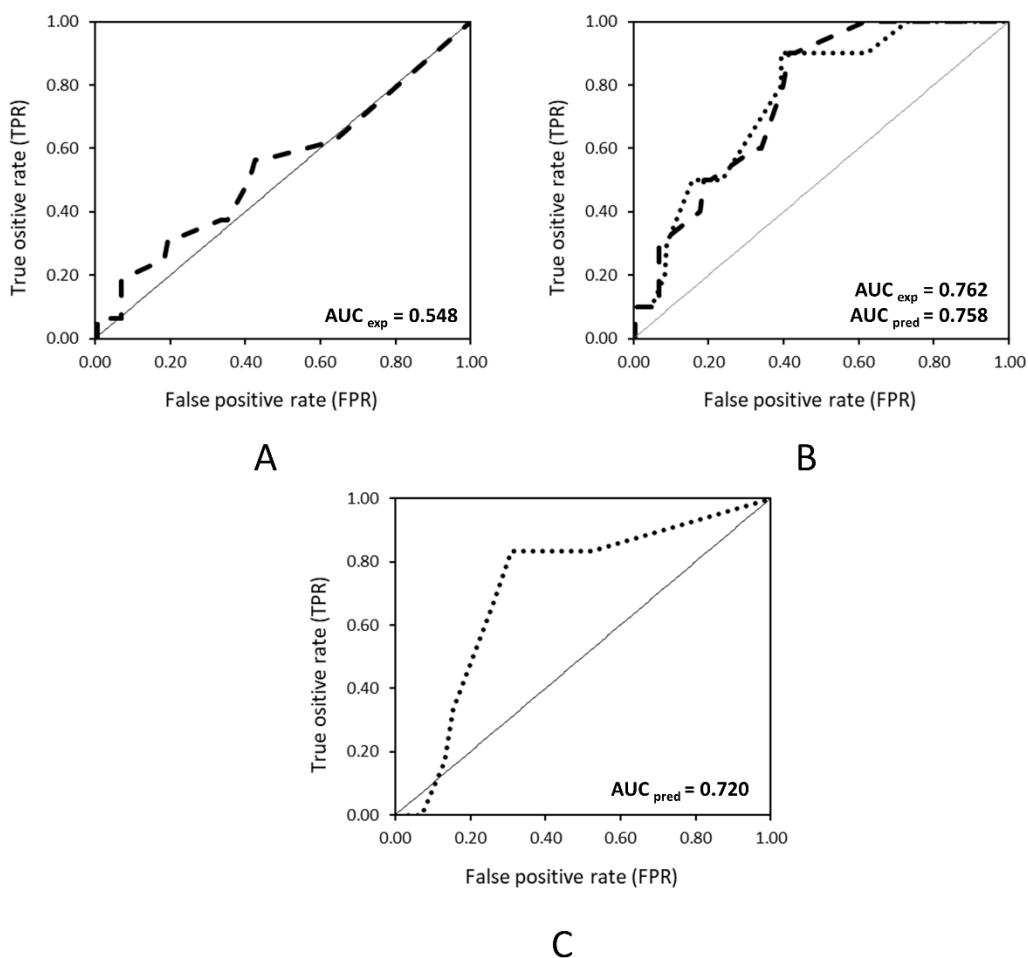 1.00
0.80
0.60
0.40
0.20
0.00
True ositive rate (TPR)
AUC exp = 0.548
0.00 0.20 0.40 0.60 0.80 1.00
False positive rate (FPR)
A
1.00
0.80
0.60
0.40
0.20
0.00
True ositive rate (TPR)
AUC exp = 0.762
AUC pred = 0.758
0.00 0.20 0.40 0.60 0.80 1.00
False positive rate (FPR)
B
1.00
0.80
0.60
0.40
0.20
0.00
True ositive rate (TPR)
AUC pred = 0.720
0.00 0.20 0.40 0.60 0.80 1.00
False positive rate (FPR)
C